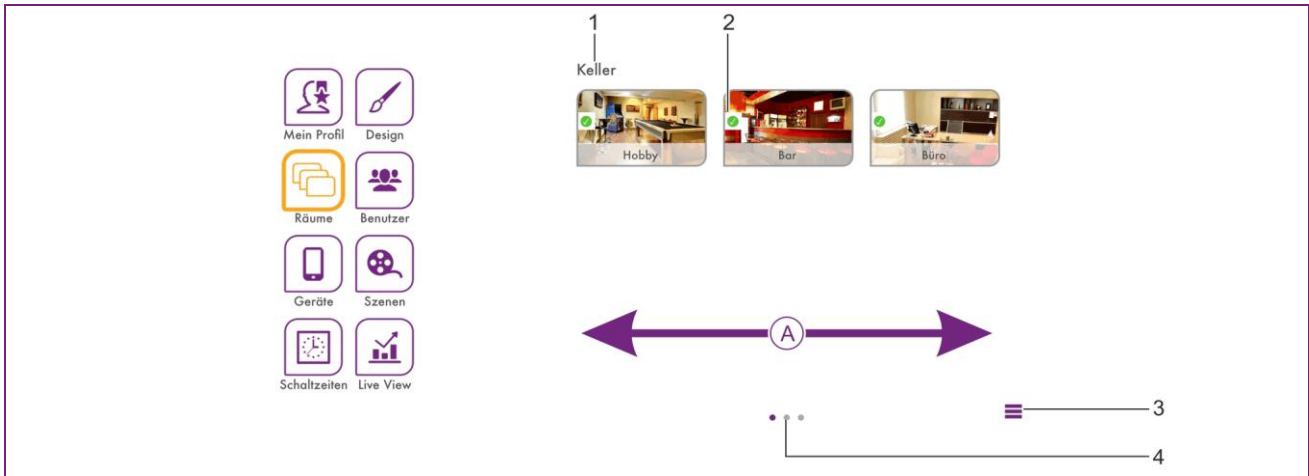 1
2
Keller
Hobby
Bar
Büro
Mein Profil
Design
Räume
Benutzer
Geräte
Szenen
Schaltzeiten
Live View
A
3
4